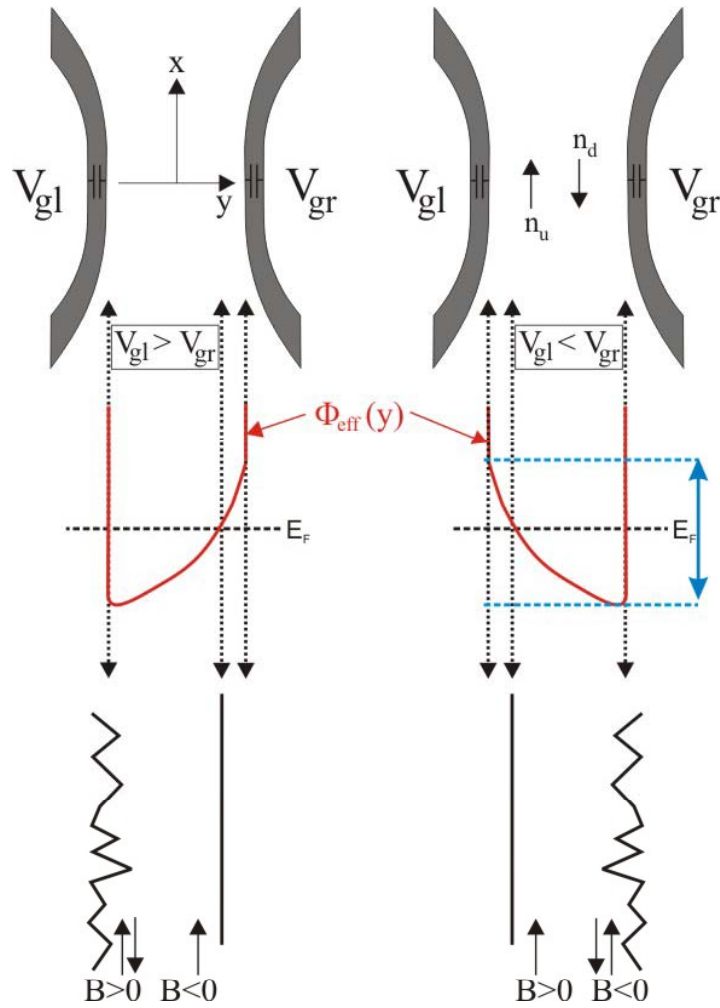 x
y
V_gl
V_gr
V_gl
n_u
n_d
V_gr
V_gl > V_gr
V_gl < V_gr
Φ_eff (y)
E_F
E_F
B>0 B<0
B>0 B<0